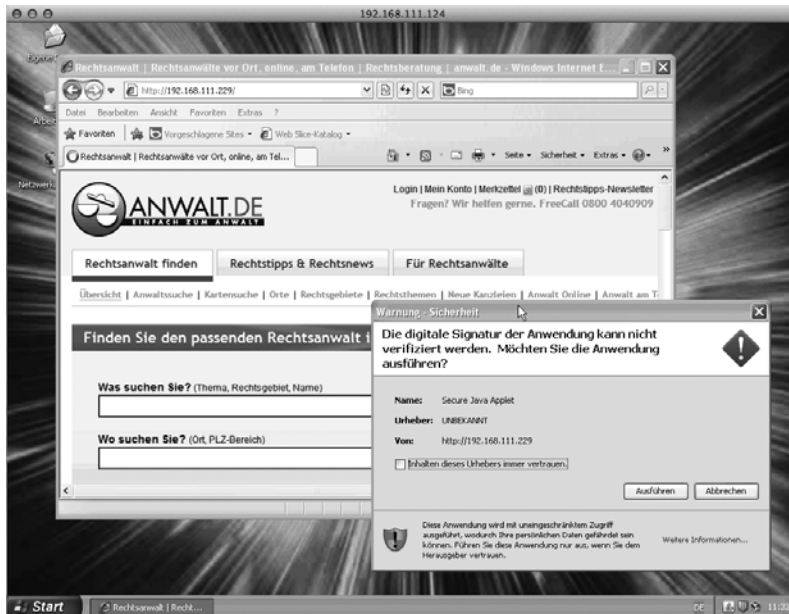 192.168.111.124
Rechtsanwalt | Rechtsanwälte vor Ort, online, am Telefon | Rechtsberatung | anwalt.de - Windows Internet E...
http://192.168.111.229/
Bing
Datei Bearbeiten Ansicht Favoriten Extras ?
Favoriten Vorgeschlagene Sites Web Slice-Katalog
Rechtsanwalt | Rechtsanwälte vor Ort, online, am Tel...
Seite Sicherheit Extras
ANWALT.DE
EINFACH ZUM ANWALT
Login | Mein Konto | Merkzettel (0) | Rechtstipps-Newsletter
Fragen? Wir helfen gerne. FreeCall 0800 4040909
Rechtsanwalt finden Rechtstipps & Rechtsnews Für Rechtsanwälte
Übersicht | Anwaltssuche | Kartensuche | Orte | Rechtsgebiete | Rechtsthemen | Neue Kanzleien | Anwalt Online | Anwalt am T
Finden Sie den passenden Rechtsanwalt i
Was suchen Sie? (Thema, Rechtsgebiet, Name)
Wo suchen Sie? (Ort, PLZ-Bereich)
Warnung - Sicherheit
Die digitale Signatur der Anwendung kann nicht
verifiziert werden. Möchten Sie die Anwendung
ausführen?
Name: Secure Java Applet
Urheber: UNBEKANNT
Von: http://192.168.111.229
Inhalten dieses Urhebers immer vertrauen.
Ausführen Abbrechen
Diese Anwendung wird mit uneingeschränktem Zugriff
ausgeführt, wodurch Ihre persönlichen Daten gefährdet sein
können. Führen Sie diese Anwendung nur aus, wenn Sie dem
Herausgeber vertrauen.
Weitere Informationen...
Start
Rechtsanwalt | Recht...
DE
11:32